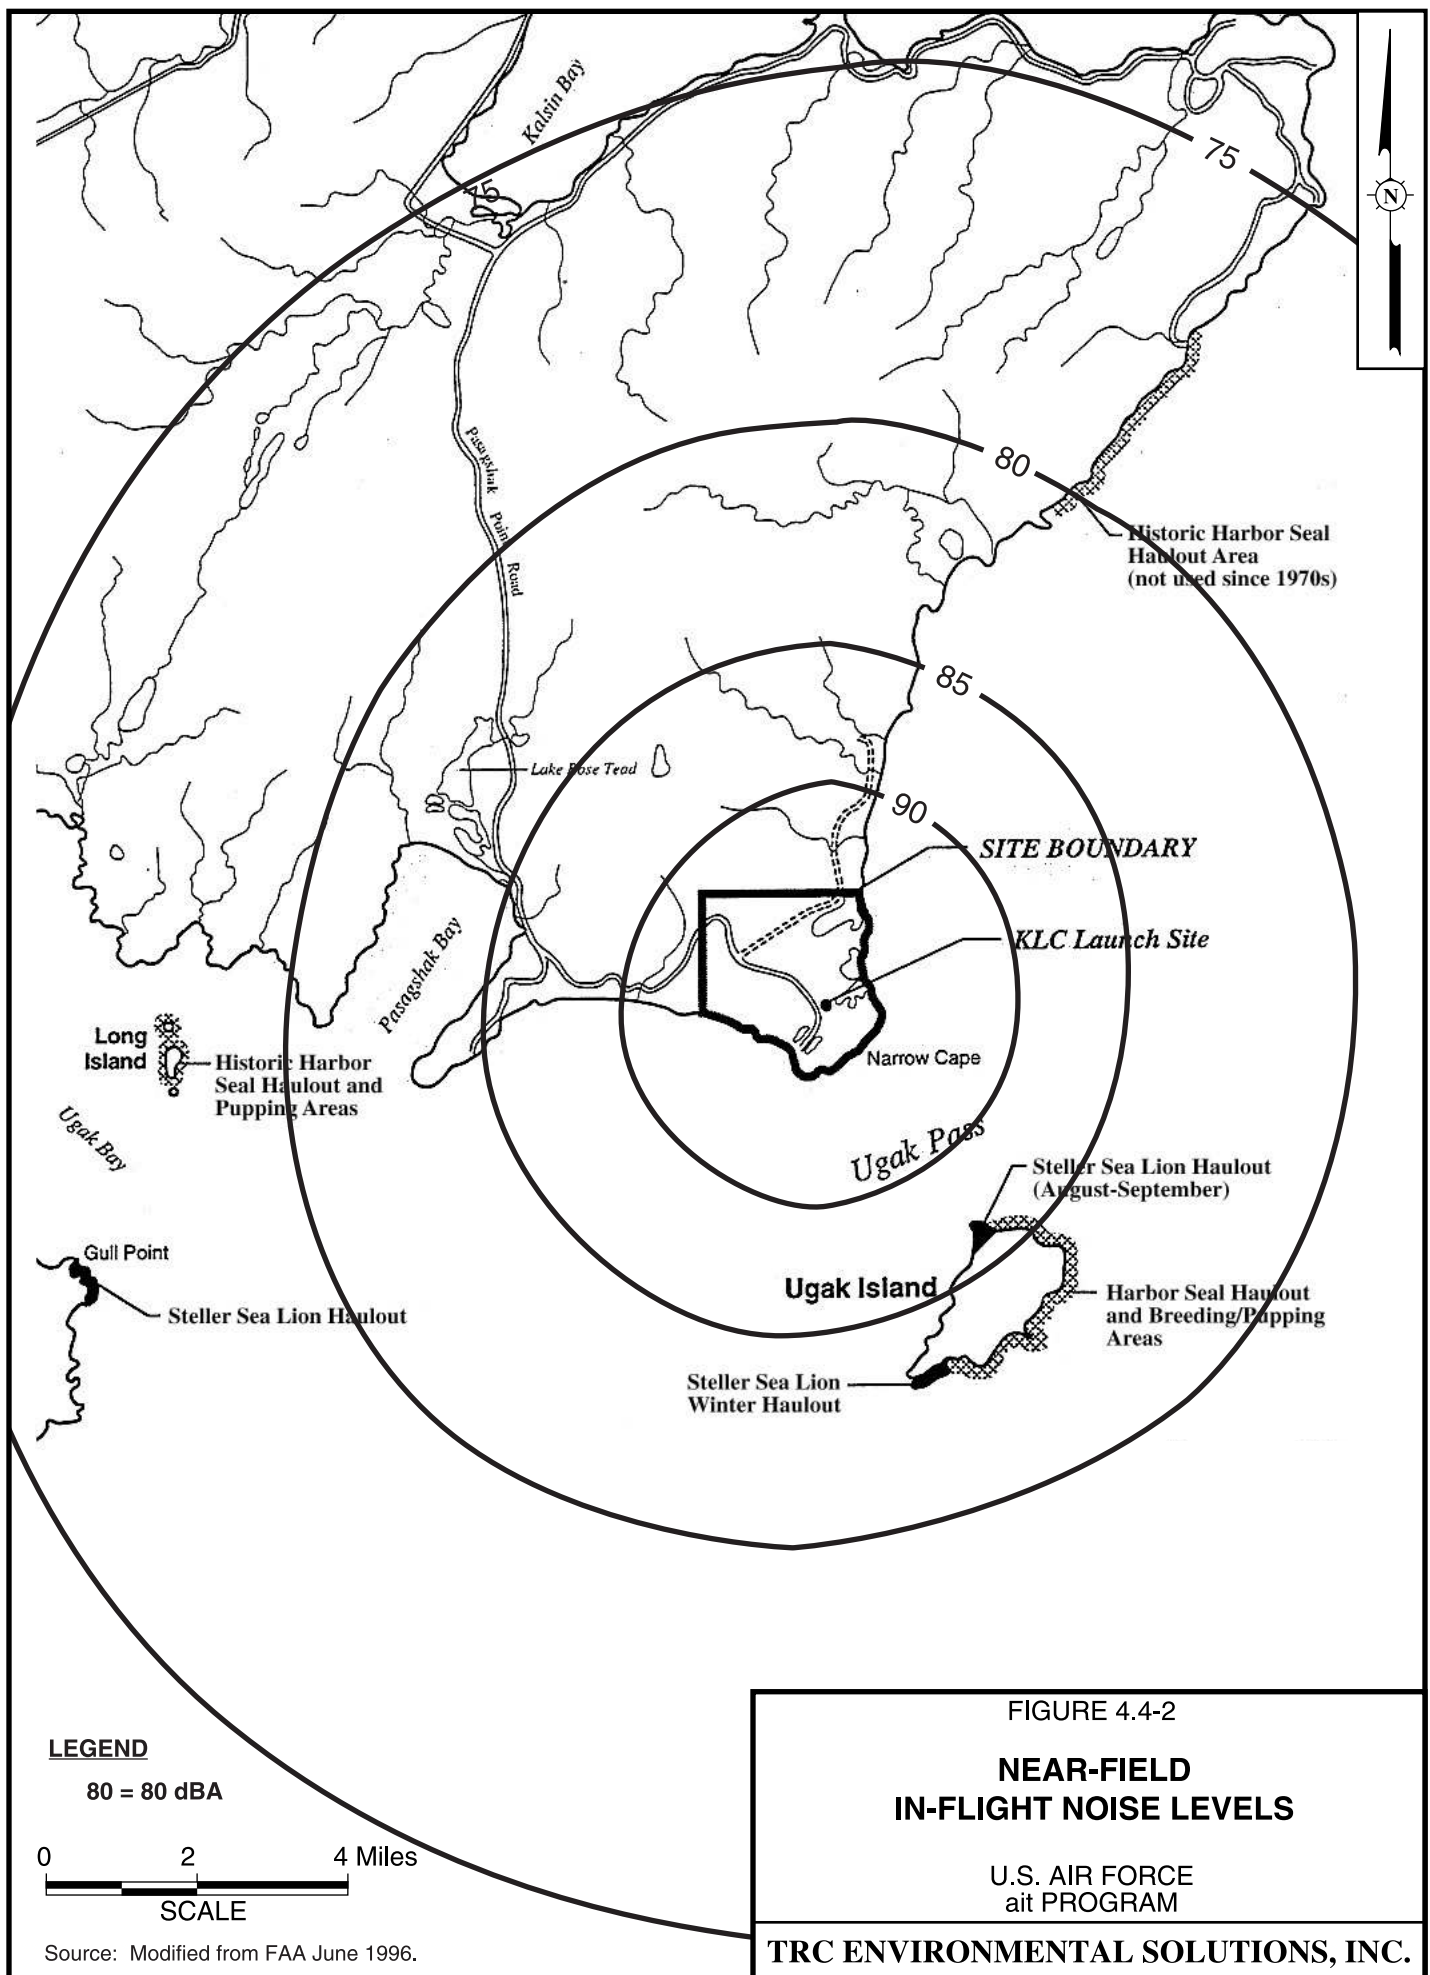 Kalsin Bay
75
75
N
80
Pasagshak Point Road
Historic Harbor Seal
Haulout Area
(not used since 1970s)
85
Lake Rose Tead
90
SITE BOUNDARY
KLC Launch Site
Pasagshak Bay
Long
Island
Historic Harbor
Seal Haulout and
Pupping Areas
Narrow Cape
Ugak Bay
Ugak Pass
Steller Sea Lion Haulout
(August-September)
Gull Point
Steller Sea Lion Haulout
Ugak Island
Harbor Seal Haulout
and Breeding/Pupping
Areas
Steller Sea Lion
Winter Haulout
LEGEND
80 = 80 dBA
0 2 4 Miles
SCALE
Source: Modified from FAA June 1996.
FIGURE 4.4-2
NEAR-FIELD
IN-FLIGHT NOISE LEVELS
U.S. AIR FORCE
ait PROGRAM
TRC ENVIRONMENTAL SOLUTIONS, INC.